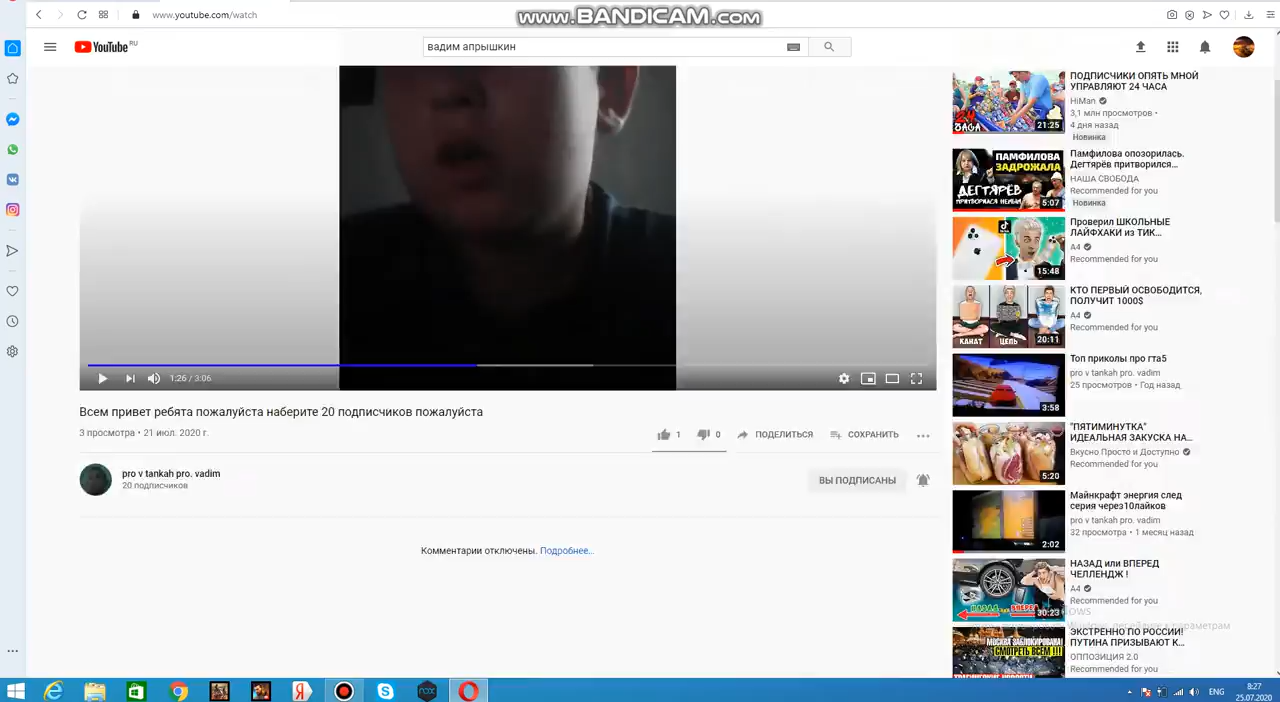 www.youtube.com/watch
www.BANDICAM.com
YouTube RU
вадим апрышкин
ПОДПИСЧИКИ ОПЯТЬ МНОЙ
УПРАВЛЯЮТ 24 ЧАСА
HiMan
3,1 млн просмотров •
4 дня назад
Новинка
21:25
ПАМФИЛОВА
ЗАДРОЖАЛА
ДЕГТЯРЁВ
5:07
Памфилова опозорилась.
Дегтярёв притворился...
НАША СВОБОДА
Recommended for you
Новинка
15:48
Проверил ШКОЛЬНЫЕ
ЛАЙФХАКИ из ТИК...
A4
Recommended for you
КАНАТ
ЦЕПЬ
20:11
КТО ПЕРВЫЙ ОСВОБОДИТСЯ,
ПОЛУЧИТ 1000$
A4
Recommended for you
3:58
Топ приколы про гта5
pro v tankah pro. vadim
25 просмотров • Год назад
1:26 / 3:06
Всем привет ребята пожалуйста наберите 20 подписчиков пожалуйста
3 просмотра • 21 июл. 2020 г.
1
0
ПОДЕЛИТЬСЯ
СОХРАНИТЬ
pro v tankah pro. vadim
20 подписчиков
ВЫ ПОДПИСАНЫ
Комментарии отключены. Подробнее...
5:20
"ПЯТИМИНУТКА"
ИДЕАЛЬНАЯ ЗАКУСКА НА...
Вкусно Просто и Доступно
Recommended for you
2:02
Майнкрафт энергия след
серия через10лайков
pro v tankah pro. vadim
32 просмотра • 1 месяц назад
30:23
НАЗАД или ВПЕРЕД
ЧЕЛЛЕНДЖ !
A4
Recommended for you
МОСКВА ЗАБЛОКИРОВАНА!
СМОТРЕТЬ ВСЕМ !!!
ЭКСТРЕННО ПО РОССИИ!
ПУТИНА ПРИЗЫВАЮТ К...
ОППОЗИЦИЯ 2.0
Recommended for you
ENG
8:27
25.07.2020